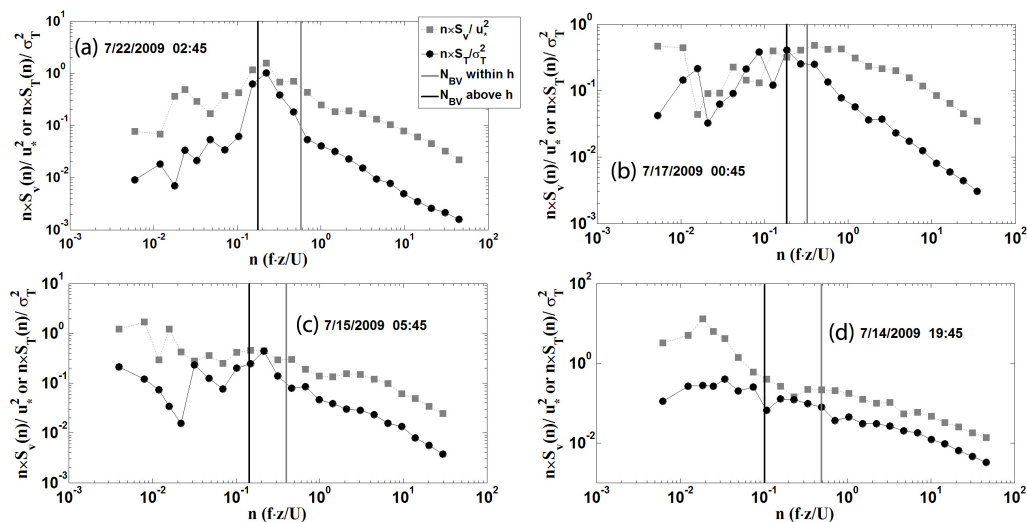 (a) 7/22/2009 02:45
n×S_v/ u_*^2
n×S_T/σ_T^2
N_BV within h
N_BV above h
n×S_v(n)/ u_*^2 or n×S_T(n)/ σ_T^2
10^2
10^1
10^0
10^-1
10^-2
10^-3
10^-4
10^-3 10^-2 10^-1 10^0 10^1 10^2
n (f·z/U)
(b) 7/17/2009 00:45
n×S_v(n)/ u_*^2 or n×S_T(n)/ σ_T^2
10^0
10^-1
10^-2
10^-3
10^-3 10^-2 10^-1 10^0 10^1 10^2
n (f·z/U)
(c) 7/15/2009 05:45
n×S_v(n)/ u_*^2 or n×S_T(n)/ σ_T^2
10^1
10^0
10^-1
10^-2
10^-3
10^-3 10^-2 10^-1 10^0 10^1 10^2
n (f·z/U)
(d) 7/14/2009 19:45
n×S_v(n)/ u_*^2 or n×S_T(n)/ σ_T^2
10^2
10^0
10^-2
10^-4
10^-3 10^-2 10^-1 10^0 10^1 10^2
n (f·z/U)